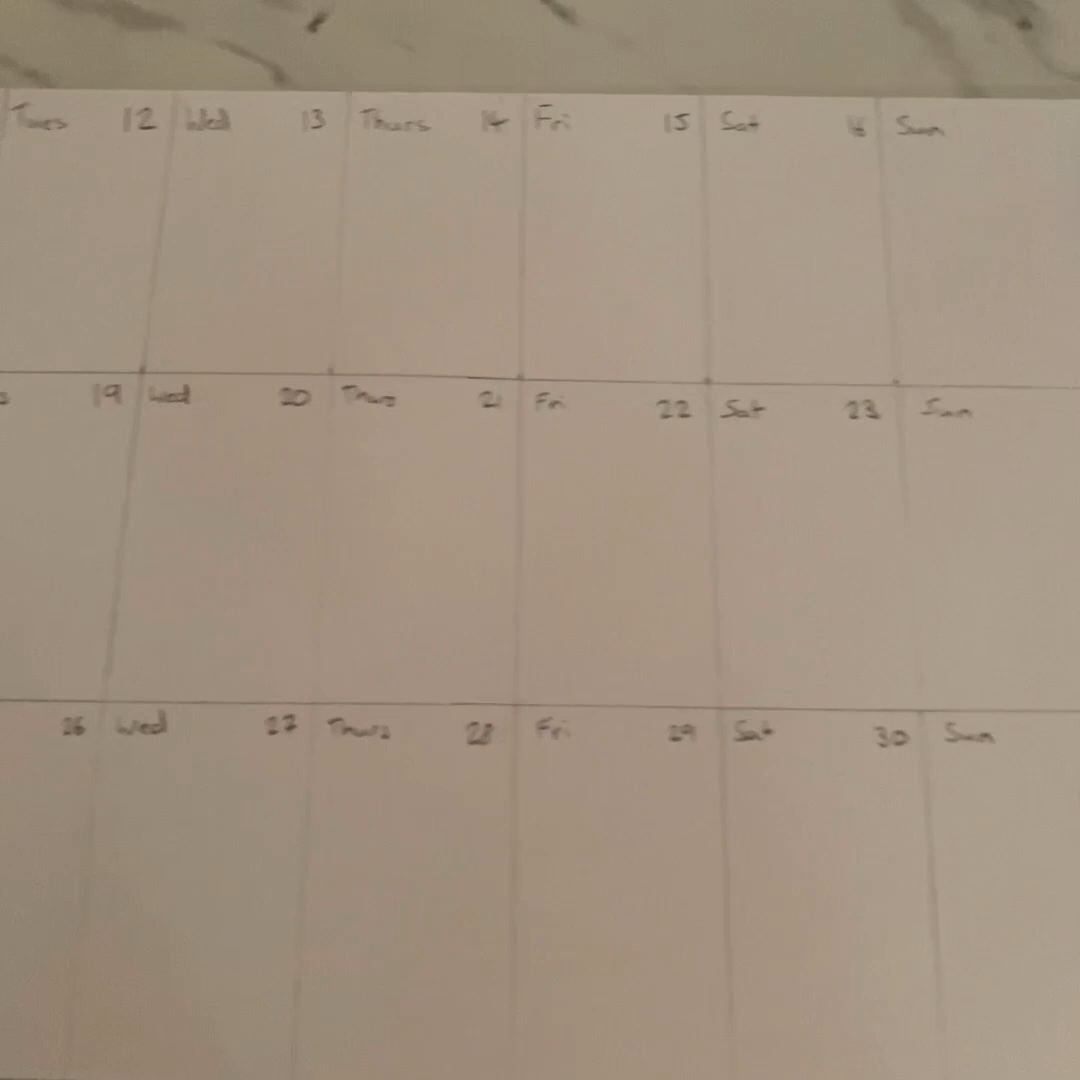 Tues 12 Wed 13 Thurs 14 Fri 15 Sat 16 Sun
19 Wed 20 Thurs 21 Fri 22 Sat 23 Sun
26 Wed 27 Thurs 28 Fri 29 Sat 30 Sun